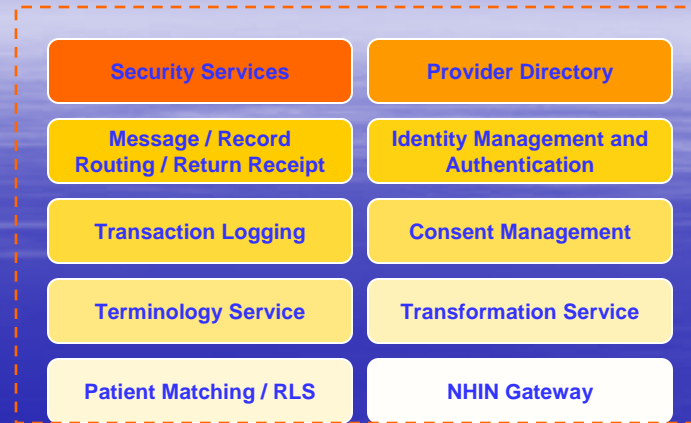 Security Services
Provider Directory
Message / Record
Routing / Return Receipt
Identity Management and
Authentication
Transaction Logging
Consent Management
Terminology Service
Transformation Service
Patient Matching / RLS
NHIN Gateway